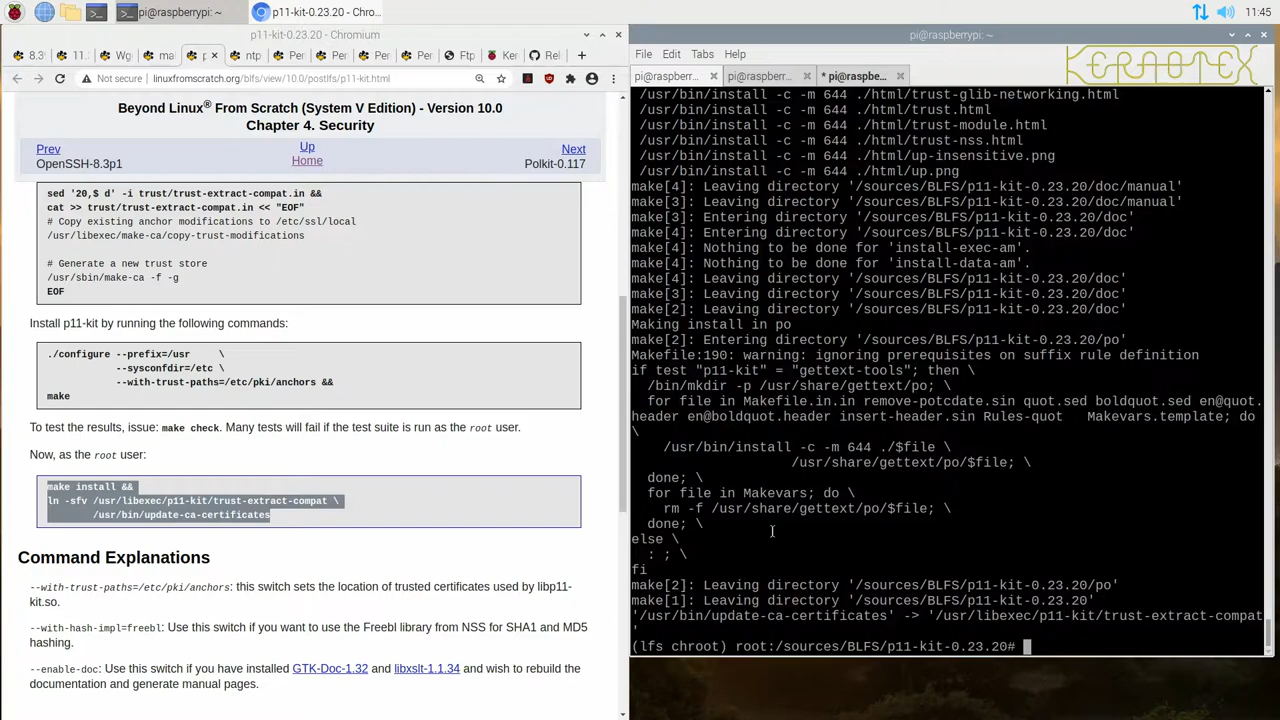 pi@raspberrypi: ~
p11-kit-0.23.20 - Chro...
11:45
p11-kit-0.23.20 - Chromium
8.3
11.
Wg
ma
p
ntp
Per
Per
Per
Per
Ftp
Ker
Rel
Not secure
linuxfromscratch.org/blfs/view/10.0/postlfs/p11-kit.html
Beyond Linux® From Scratch (System V Edition) - Version 10.0
Chapter 4. Security
Prev
Up
Next
OpenSSH-8.3p1
Home
Polkit-0.117
sed '20,$ d' -i trust/trust-extract-compat.in &&
cat >> trust/trust-extract-compat.in << "EOF"
# Copy existing anchor modifications to /etc/ssl/local
/usr/libexec/make-ca/copy-trust-modifications
# Generate a new trust store
/usr/sbin/make-ca -f -g
EOF
Install p11-kit by running the following commands:
./configure --prefix=/usr \
--sysconfdir=/etc \
--with-trust-paths=/etc/pki/anchors &&
make
To test the results, issue: make check. Many tests will fail if the test suite is run as the root user.
Now, as the root user:
make install &&
ln -sfv /usr/libexec/p11-kit/trust-extract-compat \
/usr/bin/update-ca-certificates
Command Explanations
--with-trust-paths=/etc/pki/anchors: this switch sets the location of trusted certificates used by libp11-
kit.so.
--with-hash-impl=freebl: Use this switch if you want to use the Freebl library from NSS for SHA1 and MD5
hashing.
--enable-doc: Use this switch if you have installed GTK-Doc-1.32 and libxslt-1.1.34 and wish to rebuild the
documentation and generate manual pages.
pi@raspberrypi: ~
File Edit Tabs Help
KERAOTEX
pi@raspberr...
pi@raspberr...
* pi@raspbe...
/usr/bin/install -c -m 644 ./html/trust-glib-networking.html
/usr/bin/install -c -m 644 ./html/trust.html
/usr/bin/install -c -m 644 ./html/trust-module.html
/usr/bin/install -c -m 644 ./html/trust-nss.html
/usr/bin/install -c -m 644 ./html/up-insensitive.png
/usr/bin/install -c -m 644 ./html/up.png
make[4]: Leaving directory '/sources/BLFS/p11-kit-0.23.20/doc/manual'
make[3]: Leaving directory '/sources/BLFS/p11-kit-0.23.20/doc/manual'
make[3]: Entering directory '/sources/BLFS/p11-kit-0.23.20/doc'
make[4]: Entering directory '/sources/BLFS/p11-kit-0.23.20/doc'
make[4]: Nothing to be done for 'install-exec-am'.
make[4]: Nothing to be done for 'install-data-am'.
make[4]: Leaving directory '/sources/BLFS/p11-kit-0.23.20/doc'
make[3]: Leaving directory '/sources/BLFS/p11-kit-0.23.20/doc'
make[2]: Leaving directory '/sources/BLFS/p11-kit-0.23.20/doc'
Making install in po
make[2]: Entering directory '/sources/BLFS/p11-kit-0.23.20/po'
Makefile:190: warning: ignoring prerequisites on suffix rule definition
if test "p11-kit" = "gettext-tools"; then \
/bin/mkdir -p /usr/share/gettext/po; \
for file in Makefile.in.in remove-potcdate.sin quot.sed boldquot.sed en@quot.
header en@boldquot.header insert-header.sin Rules-quot Makevars.template; do
\
/usr/bin/install -c -m 644 ./$file \
/usr/share/gettext/po/$file; \
done; \
for file in Makevars; do \
rm -f /usr/share/gettext/po/$file; \
done; \
else \
: ; \
fi
make[2]: Leaving directory '/sources/BLFS/p11-kit-0.23.20/po'
make[1]: Leaving directory '/sources/BLFS/p11-kit-0.23.20'
'/usr/bin/update-ca-certificates' -> '/usr/libexec/p11-kit/trust-extract-compat
'
(lfs chroot) root:/sources/BLFS/p11-kit-0.23.20#